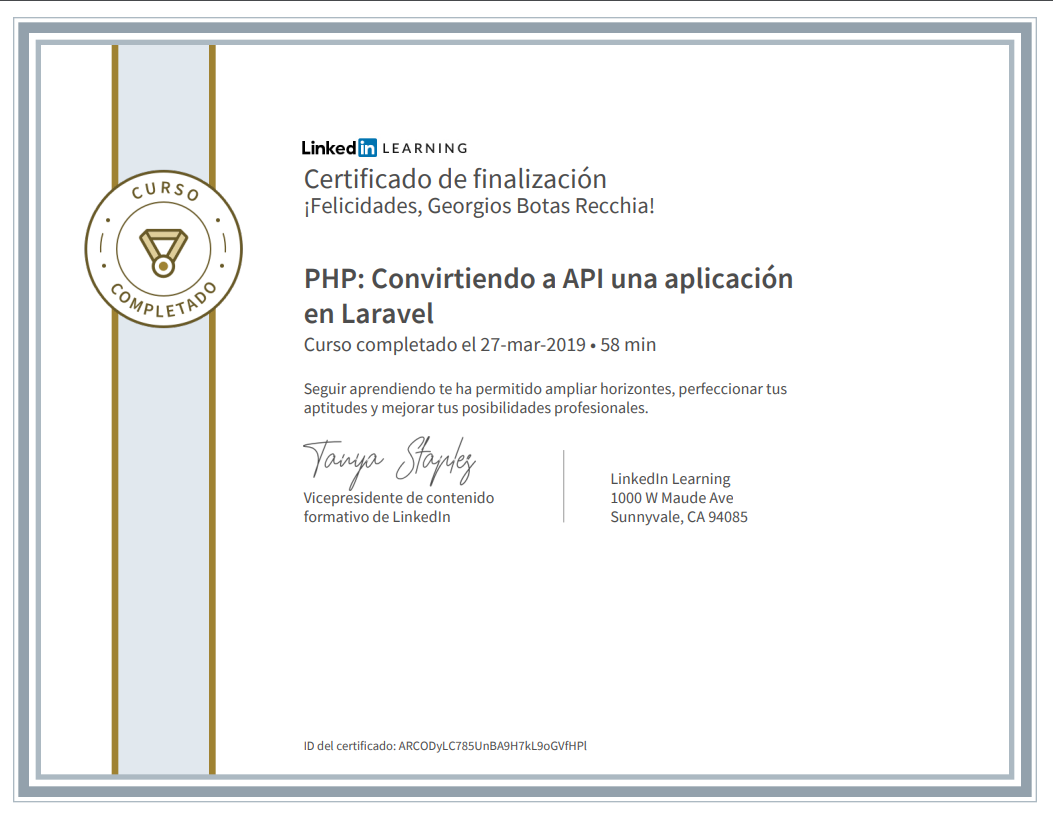 CURSO
COMPLETADO
Linkedin LEARNING
Certificado de finalización
¡Felicidades, Georgios Botas Recchia!
PHP: Convirtiendo a API una aplicación
en Laravel
Curso completado el 27-mar-2019 • 58 min
Seguir aprendiendo te ha permitido ampliar horizontes, perfeccionar tus
aptitudes y mejorar tus posibilidades profesionales.
Tanya Staples
Vicepresidente de contenido
formativo de LinkedIn
LinkedIn Learning
1000 W Maude Ave
Sunnyvale, CA 94085
ID del certificado: ARCODyLC785UnBA9H7kL9oGVfHPl